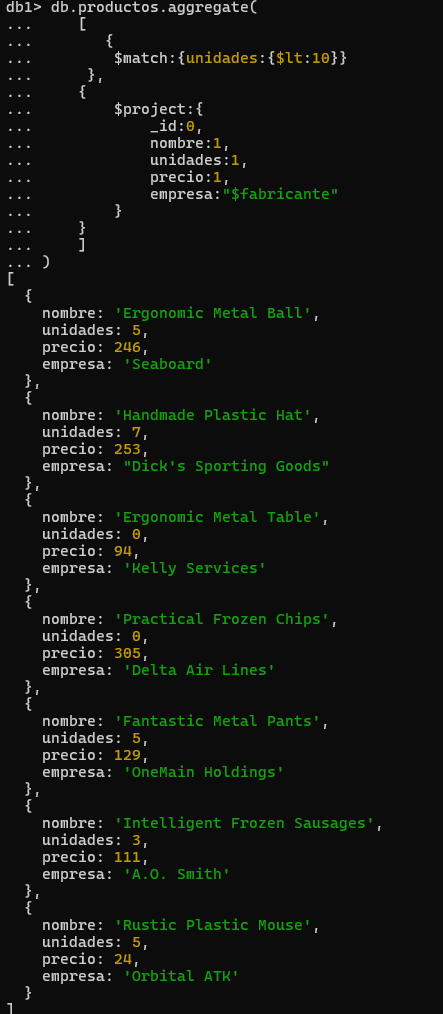 db1> db.productos.aggregate(
... [
... {
... $match:{unidades:{$lt:10}}
... },
... {
... $project:{
... _id:0,
... nombre:1,
... unidades:1,
... precio:1,
... empresa:"$fabricante"
... }
... }
... ]
... )
[
{
nombre: 'Ergonomic Metal Ball',
unidades: 5,
precio: 246,
empresa: 'Seaboard'
},
{
nombre: 'Handmade Plastic Hat',
unidades: 7,
precio: 253,
empresa: "Dick's Sporting Goods"
},
{
nombre: 'Ergonomic Metal Table',
unidades: 0,
precio: 94,
empresa: 'Kelly Services'
},
{
nombre: 'Practical Frozen Chips',
unidades: 0,
precio: 305,
empresa: 'Delta Air Lines'
},
{
nombre: 'Fantastic Metal Pants',
unidades: 5,
precio: 129,
empresa: 'OneMain Holdings'
},
{
nombre: 'Intelligent Frozen Sausages',
unidades: 3,
precio: 111,
empresa: 'A.O. Smith'
},
{
nombre: 'Rustic Plastic Mouse',
unidades: 5,
precio: 24,
empresa: 'Orbital ATK'
}
]